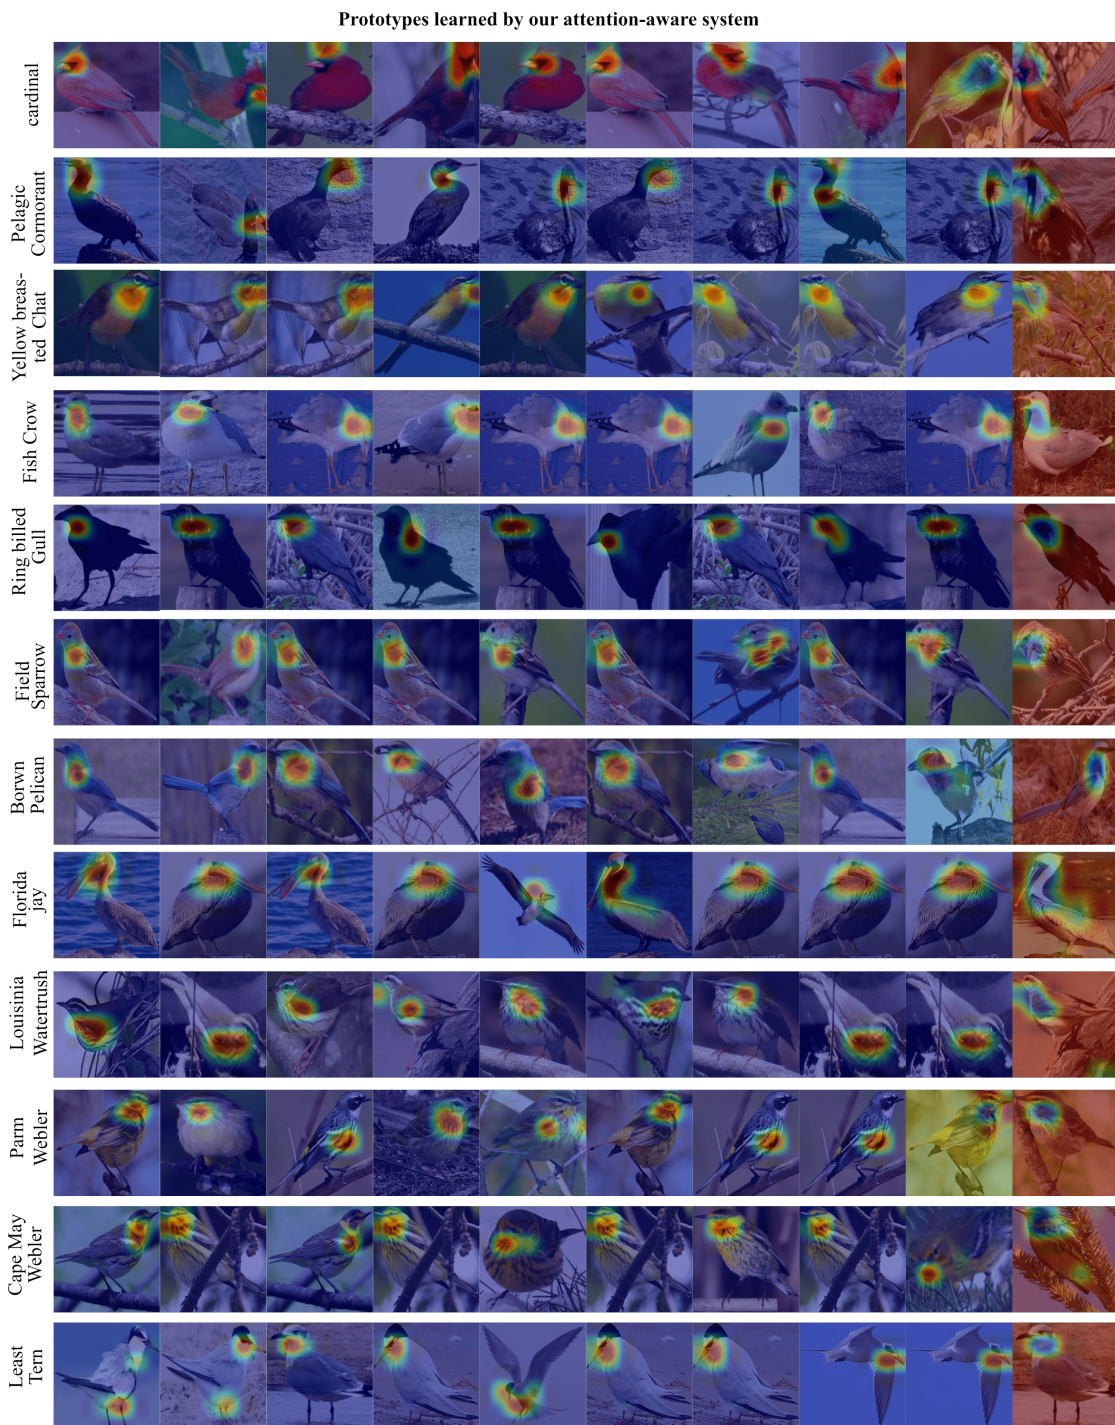 Prototypes learned by our attention-aware system
cardinal
Pelagic
Cormorant
Yellow breas-
ted Chat
Fish Crow
Ring billed
Gull
Field
Sparrow
Borwn
Pelican
Florida
jay
Louisinia
Watertrush
Parm
Webler
Cape May
Webler
Least
Tern